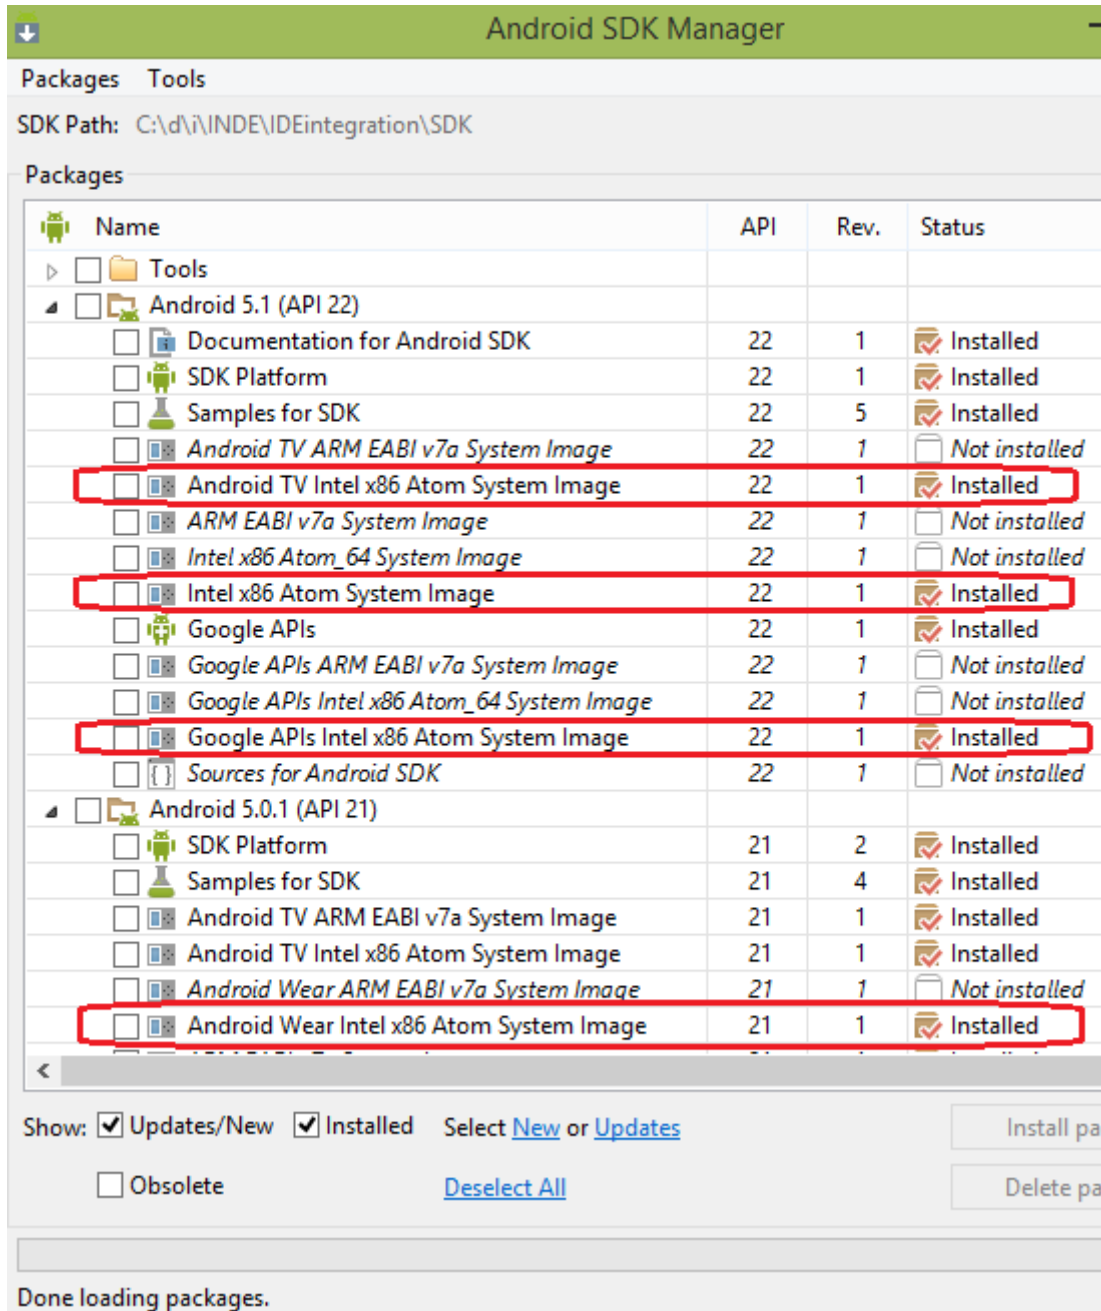 Android SDK Manager
Packages Tools
SDK Path: C:\d\i\INDE\IDEintegration\SDK
Packages
Name API Rev. Status
Tools
Android 5.1 (API 22)
Documentation for Android SDK 22 1 Installed
SDK Platform 22 1 Installed
Samples for SDK 22 5 Installed
Android TV ARM EABI v7a System Image 22 1 Not installed
Android TV Intel x86 Atom System Image 22 1 Installed
ARM EABI v7a System Image 22 1 Not installed
Intel x86 Atom_64 System Image 22 1 Not installed
Intel x86 Atom System Image 22 1 Installed
Google APIs 22 1 Installed
Google APIs ARM EABI v7a System Image 22 1 Not installed
Google APIs Intel x86 Atom_64 System Image 22 1 Not installed
Google APIs Intel x86 Atom System Image 22 1 Installed
Sources for Android SDK 22 1 Not installed
Android 5.0.1 (API 21)
SDK Platform 21 2 Installed
Samples for SDK 21 4 Installed
Android TV ARM EABI v7a System Image 21 1 Installed
Android TV Intel x86 Atom System Image 21 1 Installed
Android Wear ARM EABI v7a System Image 21 1 Not installed
Android Wear Intel x86 Atom System Image 21 1 Installed
Show: Updates/New Installed Select New or Updates Install pa
Obsolete Deselect All Delete pa
Done loading packages.